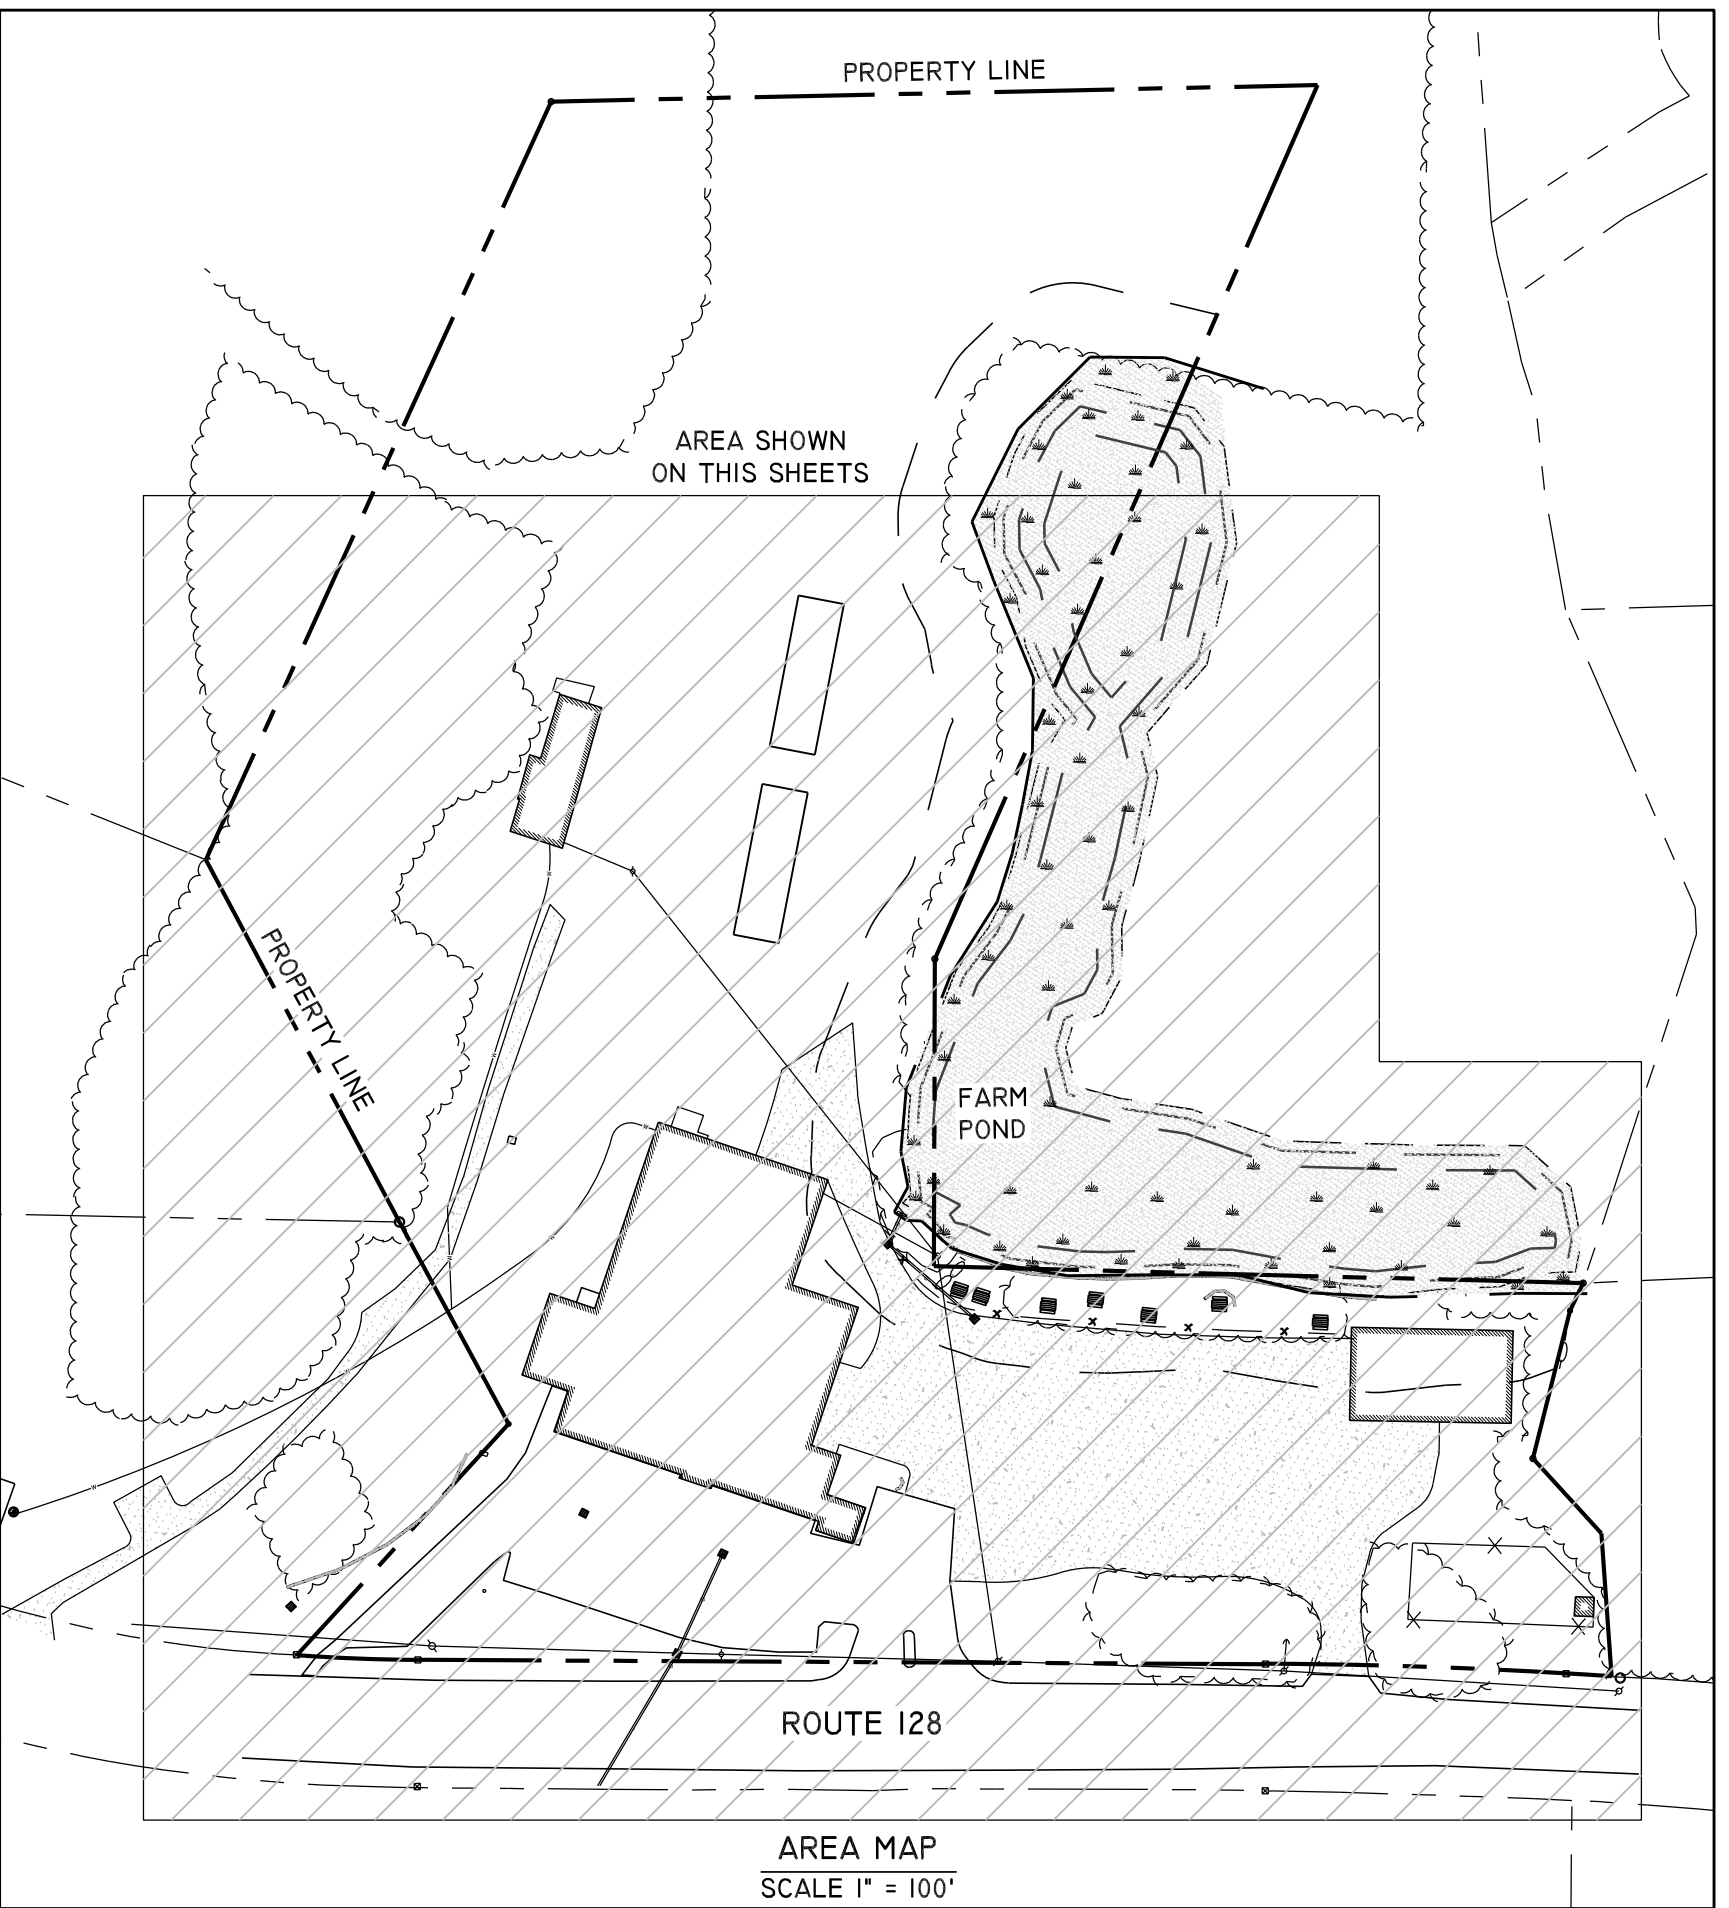 PROPERTY LINE
AREA SHOWN
ON THIS SHEETS
PROPERTY LINE
FARM
POND
ROUTE 128
AREA MAP
SCALE 1" = 100'